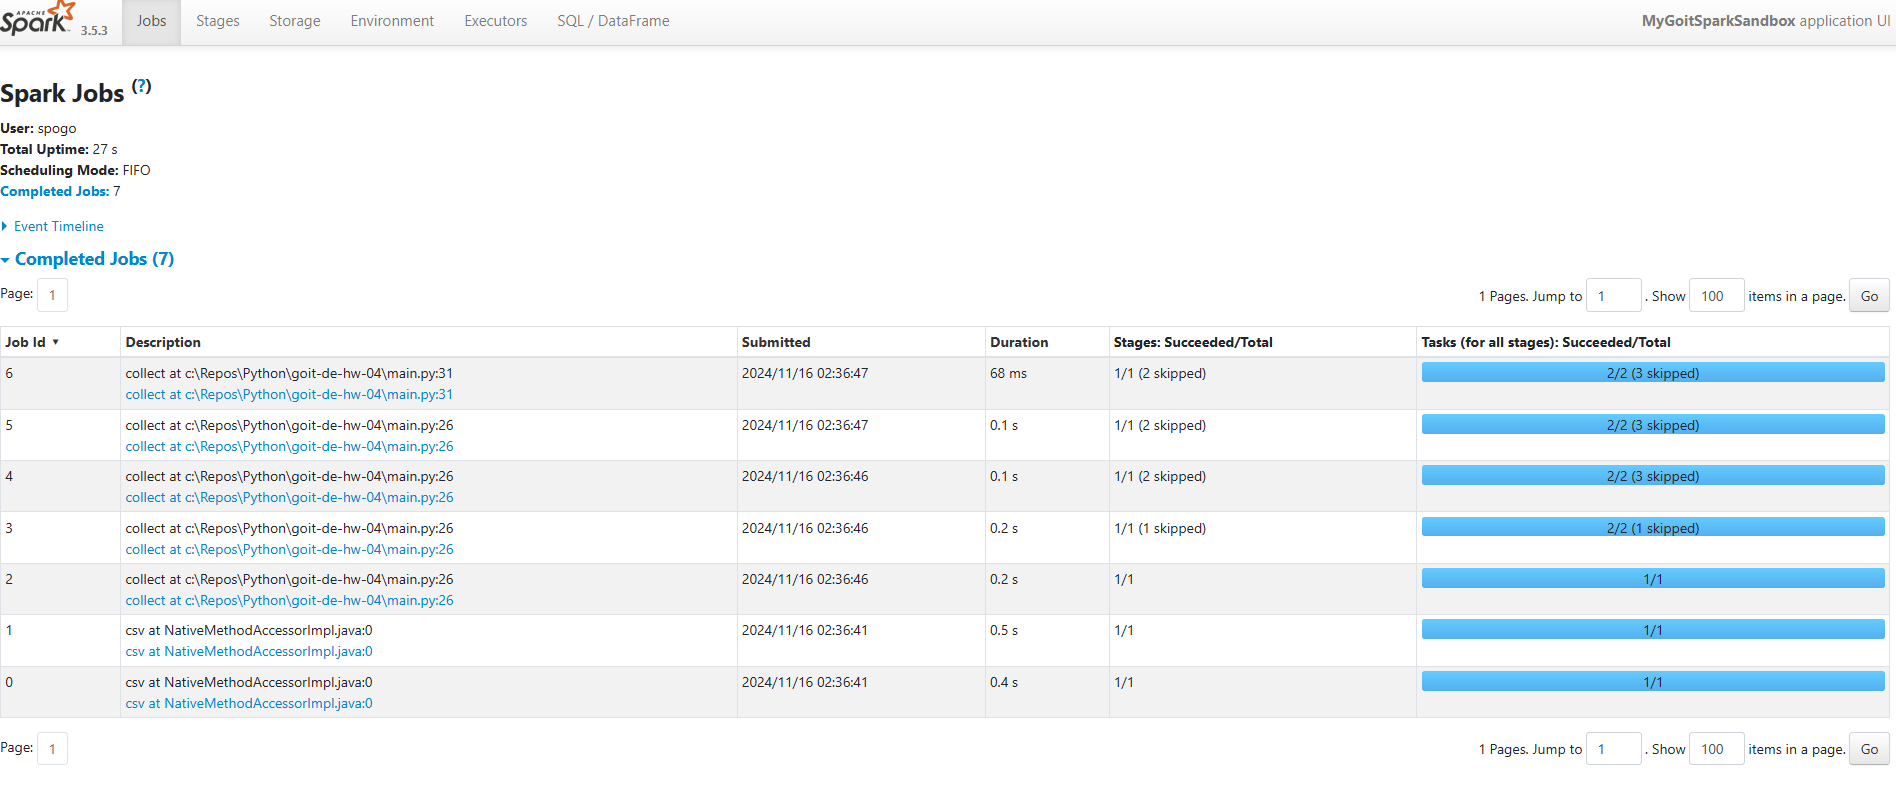 APACHE
Spark 3.5.3 Jobs Stages Storage Environment Executors SQL / DataFrame MyGoitSparkSandbox application UI
Spark Jobs (?)
User: spogo
Total Uptime: 27 s
Scheduling Mode: FIFO
Completed Jobs: 7
Event Timeline
Completed Jobs (7)
Page: 1 1 Pages. Jump to 1 . Show 100 items in a page. Go
Job Id ▾ Description Submitted Duration Stages: Succeeded/Total Tasks (for all stages): Succeeded/Total
6 collect at c:\Repos\Python\goit-de-hw-04\main.py:31 2024/11/16 02:36:47 68 ms 1/1 (2 skipped) 2/2 (3 skipped)
collect at c:\Repos\Python\goit-de-hw-04\main.py:31
5 collect at c:\Repos\Python\goit-de-hw-04\main.py:26 2024/11/16 02:36:47 0.1 s 1/1 (2 skipped) 2/2 (3 skipped)
collect at c:\Repos\Python\goit-de-hw-04\main.py:26
4 collect at c:\Repos\Python\goit-de-hw-04\main.py:26 2024/11/16 02:36:46 0.1 s 1/1 (2 skipped) 2/2 (3 skipped)
collect at c:\Repos\Python\goit-de-hw-04\main.py:26
3 collect at c:\Repos\Python\goit-de-hw-04\main.py:26 2024/11/16 02:36:46 0.2 s 1/1 (1 skipped) 2/2 (1 skipped)
collect at c:\Repos\Python\goit-de-hw-04\main.py:26
2 collect at c:\Repos\Python\goit-de-hw-04\main.py:26 2024/11/16 02:36:46 0.2 s 1/1 1/1
collect at c:\Repos\Python\goit-de-hw-04\main.py:26
1 csv at NativeMethodAccessorImpl.java:0 2024/11/16 02:36:41 0.5 s 1/1 1/1
csv at NativeMethodAccessorImpl.java:0
0 csv at NativeMethodAccessorImpl.java:0 2024/11/16 02:36:41 0.4 s 1/1 1/1
csv at NativeMethodAccessorImpl.java:0
Page: 1 1 Pages. Jump to 1 . Show 100 items in a page. Go